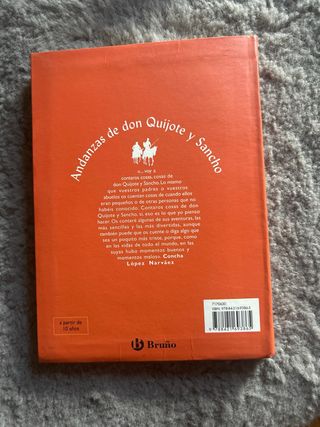 Andanzas de don Quijote y Sancho
«... voy a
contaros cosas, cosas de
don Quijote y Sancho. Lo mismo
que vuestros padres o vuestros
abuelos os cuentan cosas de cuando ellos
eran pequeños o de otras personas que no
habéis conocido. Contaros cosas de don
Quijote y Sancho, sí, eso es lo que yo pienso
hacer. Os contaré algunas de sus aventuras, las
más sencillas y las más divertidas, aunque
también puede que os cuente o diga algo que
sea un poquito más triste, porque, como
en las vidas de todo el mundo, en las
suyas hubo momentos buenos y
momentos malos». Concha
López Narváez
a partir de
10 años
Bruño